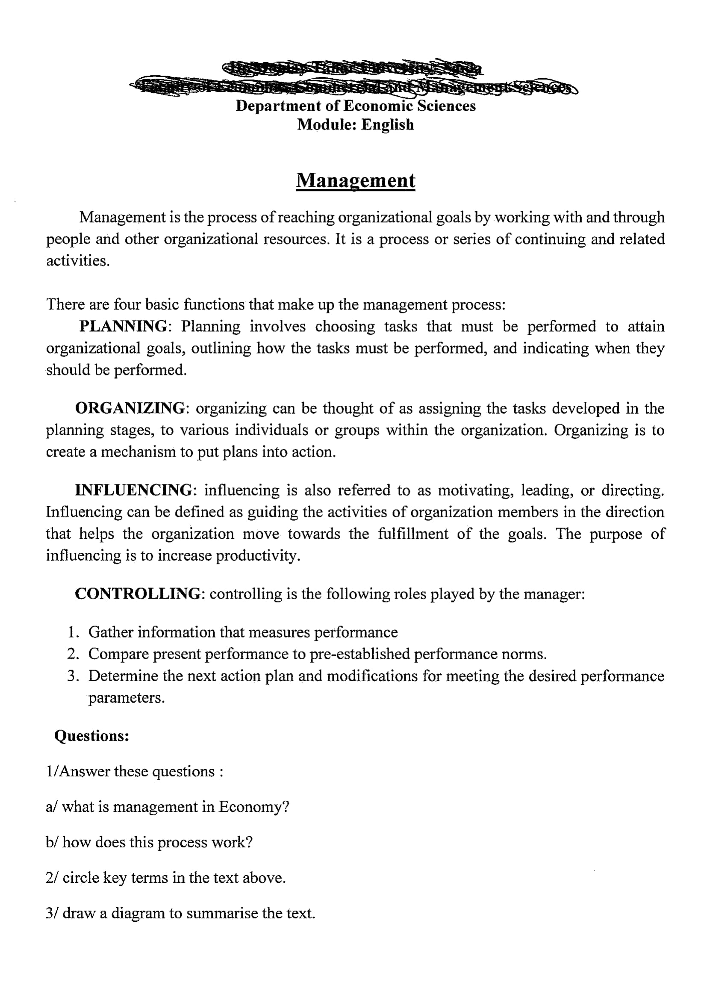 Department of Economic Sciences
Module: English
Management
Management is the process of reaching organizational goals by working with and through
people and other organizational resources. It is a process or series of continuing and related
activities.
There are four basic functions that make up the management process:
PLANNING: Planning involves choosing tasks that must be performed to attain
organizational goals, outlining how the tasks must be performed, and indicating when they
should be performed.
ORGANIZING: organizing can be thought of as assigning the tasks developed in the
planning stages, to various individuals or groups within the organization. Organizing is to
create a mechanism to put plans into action.
INFLUENCING: influencing is also referred to as motivating, leading, or directing.
Influencing can be defined as guiding the activities of organization members in the direction
that helps the organization move towards the fulfillment of the goals. The purpose of
influencing is to increase productivity.
CONTROLLING: controlling is the following roles played by the manager:
1. Gather information that measures performance
2. Compare present performance to pre-established performance norms.
3. Determine the next action plan and modifications for meeting the desired performance
parameters.
Questions:
1/Answer these questions :
a/ what is management in Economy?
b/ how does this process work?
2/ circle key terms in the text above.
3/ draw a diagram to summarise the text.